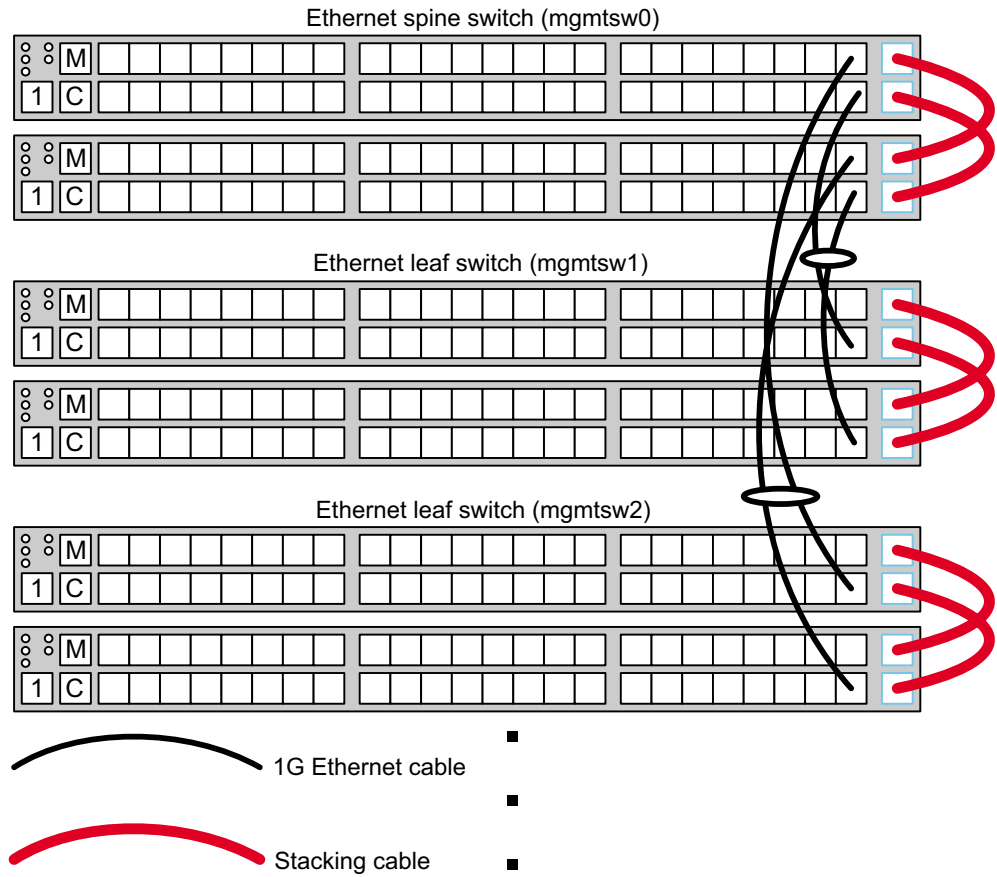 Ethernet spine switch (mgmtsw0)
M
1 C
M
1 C
Ethernet leaf switch (mgmtsw1)
M
1 C
M
1 C
Ethernet leaf switch (mgmtsw2)
M
1 C
M
1 C
1G Ethernet cable
Stacking cable